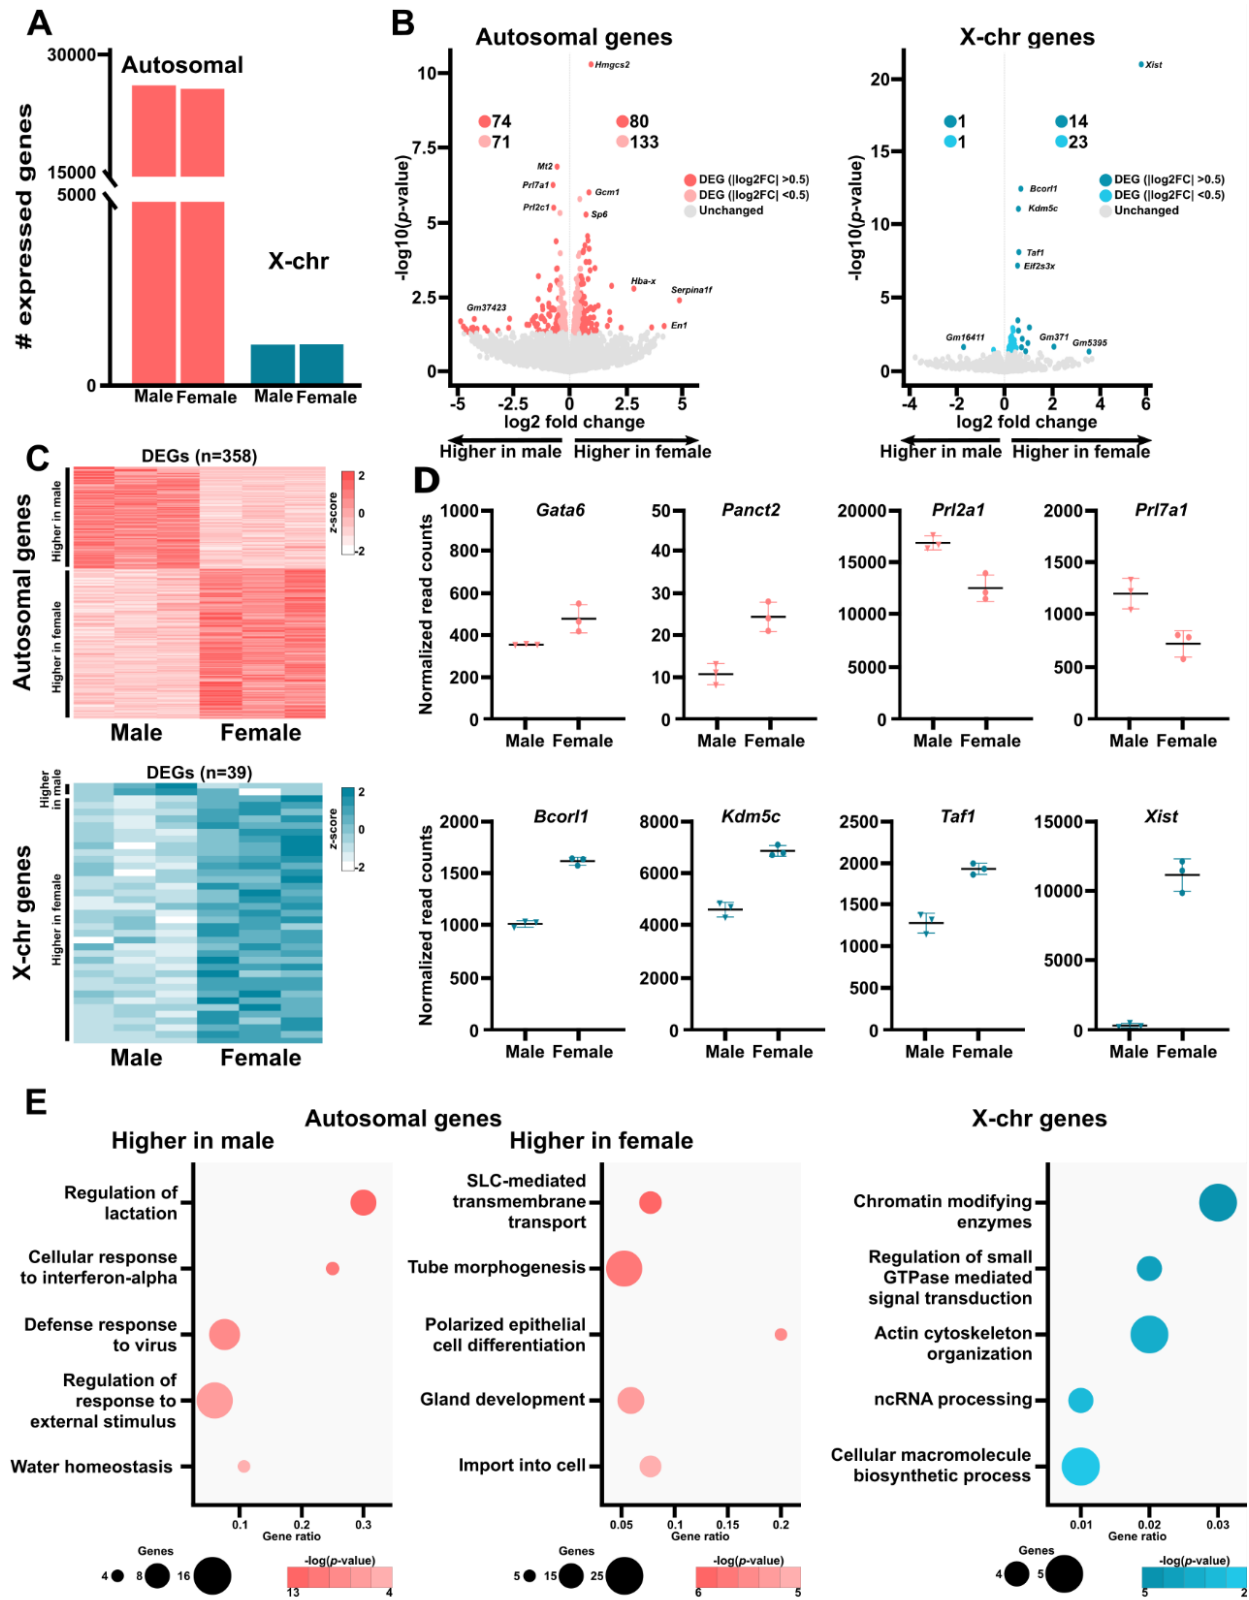 A
30000
Autosomal
15000
5000
X-chr
0
# expressed genes
Male
Female
Male
Female
B
Autosomal genes
10
7.5
5
2.5
0
-log10(p-value)
Hmgcs2
74
71
80
133
Mt2
Prl7a1
Prl2c1
Gcm1
Sp6
DEG (|log2FC| >0.5)
DEG (|log2FC| <0.5)
Unchanged
Hba-x
Serpina1f
Gm37423
En1
-5
-2.5
0
2.5
5
log2 fold change
Higher in male
Higher in female
X-chr genes
20
15
10
5
0
-log10(p-value)
Xist
1
1
14
23
Bcorl1
Kdm5c
Taf1
Eif2s3x
DEG (|log2FC| >0.5)
DEG (|log2FC| <0.5)
Unchanged
Gm16411
Gm371
Gm5395
-4
-2
0
2
4
6
log2 fold change
Higher in male
Higher in female
C
DEGs (n=358)
Autosomal genes
Higher in male
Higher in female
z-score
2
0
-2
Male
Female
DEGs (n=39)
X-chr genes
Higher
in male
Higher in female
z-score
2
0
-2
Male
Female
D
Normalized read counts
Gata6
1000
800
600
400
200
0
Male
Female
Panct2
50
40
30
20
10
0
Male
Female
Prl2a1
20000
15000
10000
5000
0
Male
Female
Prl7a1
2000
1500
1000
500
0
Male
Female
Normalized read counts
Bcorl1
2000
1500
1000
500
0
Male
Female
Kdm5c
8000
6000
4000
2000
0
Male
Female
Taf1
2500
2000
1500
1000
500
0
Male
Female
Xist
15000
10000
5000
0
Male
Female
E
Autosomal genes
Higher in male
Regulation of
lactation
Cellular response
to interferon-alpha
Defense response
to virus
Regulation of
response to
external stimulus
Water homeostasis
0.1
0.2
0.3
Gene ratio
Genes
4
8
16
-log(p-value)
13
4
Higher in female
SLC-mediated
transmembrane
transport
Tube morphogenesis
Polarized epithelial
cell differentiation
Gland development
Import into cell
0.05
0.1
0.15
0.2
Gene ratio
Genes
5
15
25
-log(p-value)
6
5
X-chr genes
Chromatin modifying
enzymes
Regulation of small
GTPase mediated
signal transduction
Actin cytoskeleton
organization
ncRNA processing
Cellular macromolecule
biosynthetic process
0.01
0.02
0.03
Gene ratio
Genes
4
5
-log(p-value)
5
2